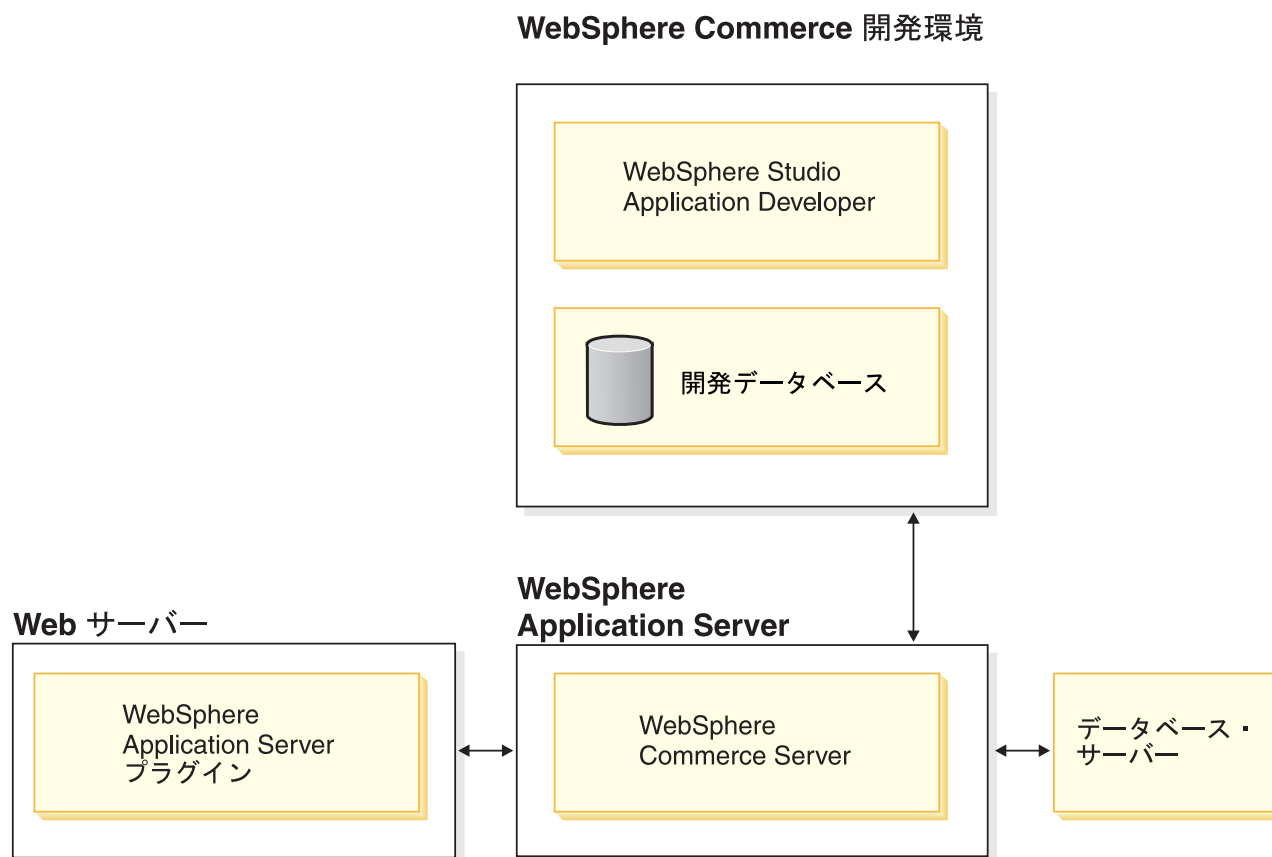 WebSphere Commerce 開発環境
WebSphere Studio
Application Developer
開発データベース
WebSphere
Application Server
Web サーバー
WebSphere
Application Server
プラグイン
WebSphere
Commerce Server
データベース・
サーバー